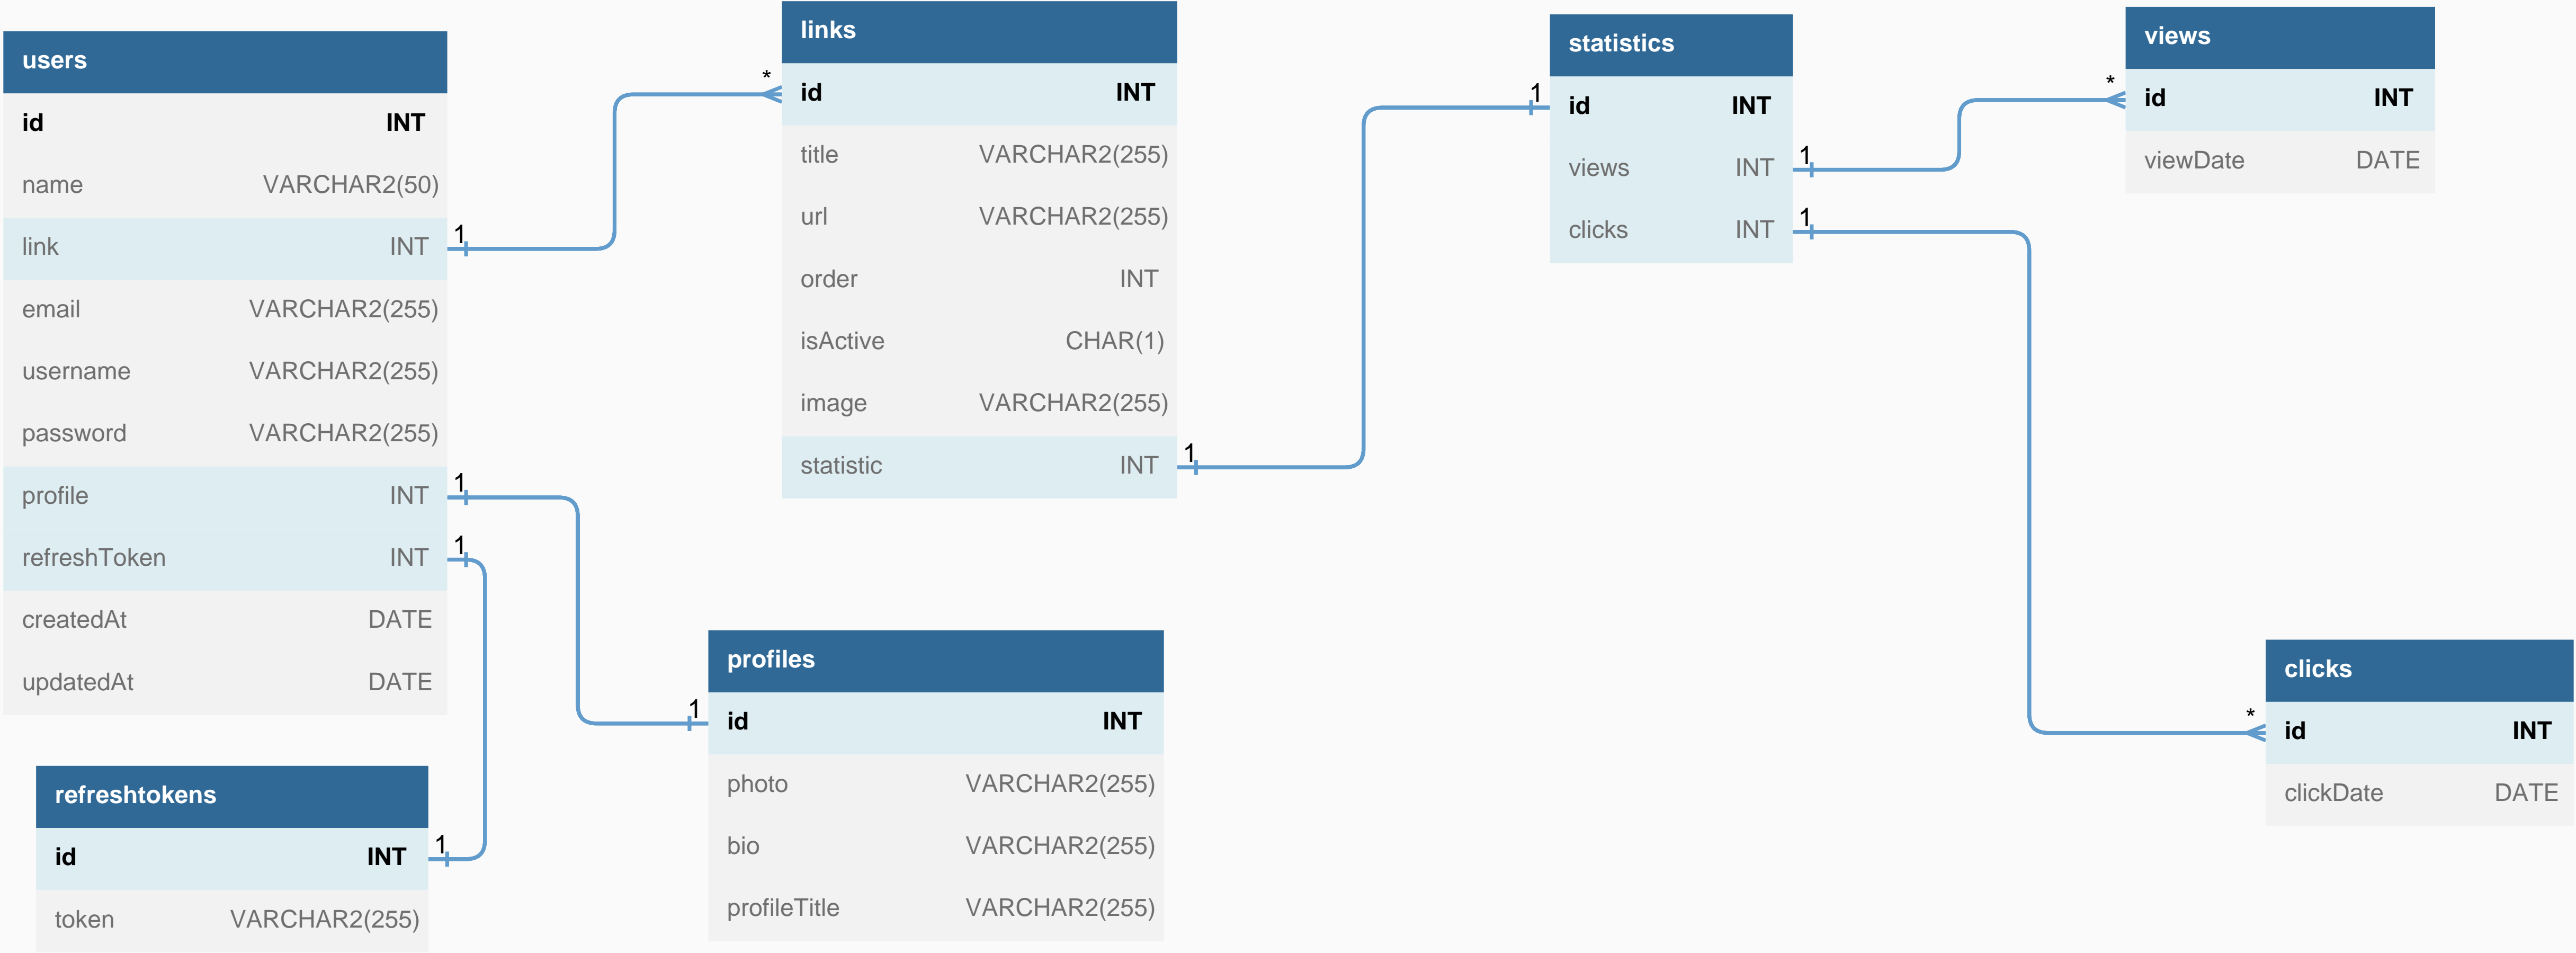 users
id INT
name VARCHAR2(50)
link INT
email VARCHAR2(255)
username VARCHAR2(255)
password VARCHAR2(255)
profile INT
refreshToken INT
createdAt DATE
updatedAt DATE
1
1
1
refreshtokens
id INT
token VARCHAR2(255)
1
*
links
id INT
title VARCHAR2(255)
url VARCHAR2(255)
order INT
isActive CHAR(1)
image VARCHAR2(255)
statistic INT
1
1
profiles
id INT
photo VARCHAR2(255)
bio VARCHAR2(255)
profileTitle VARCHAR2(255)
1
statistics
id INT
views INT
clicks INT
1
1
*
views
id INT
viewDate DATE
*
clicks
id INT
clickDate DATE